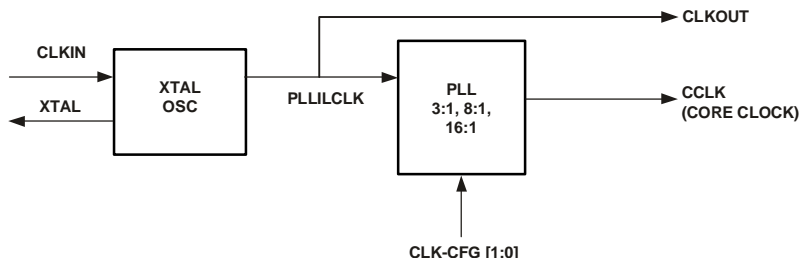 CLKOUT
CLKIN
XTAL
XTAL
OSC
PLLILCLK
PLL
3:1, 8:1,
16:1
CCLK
(CORE CLOCK)
CLK-CFG [1:0]